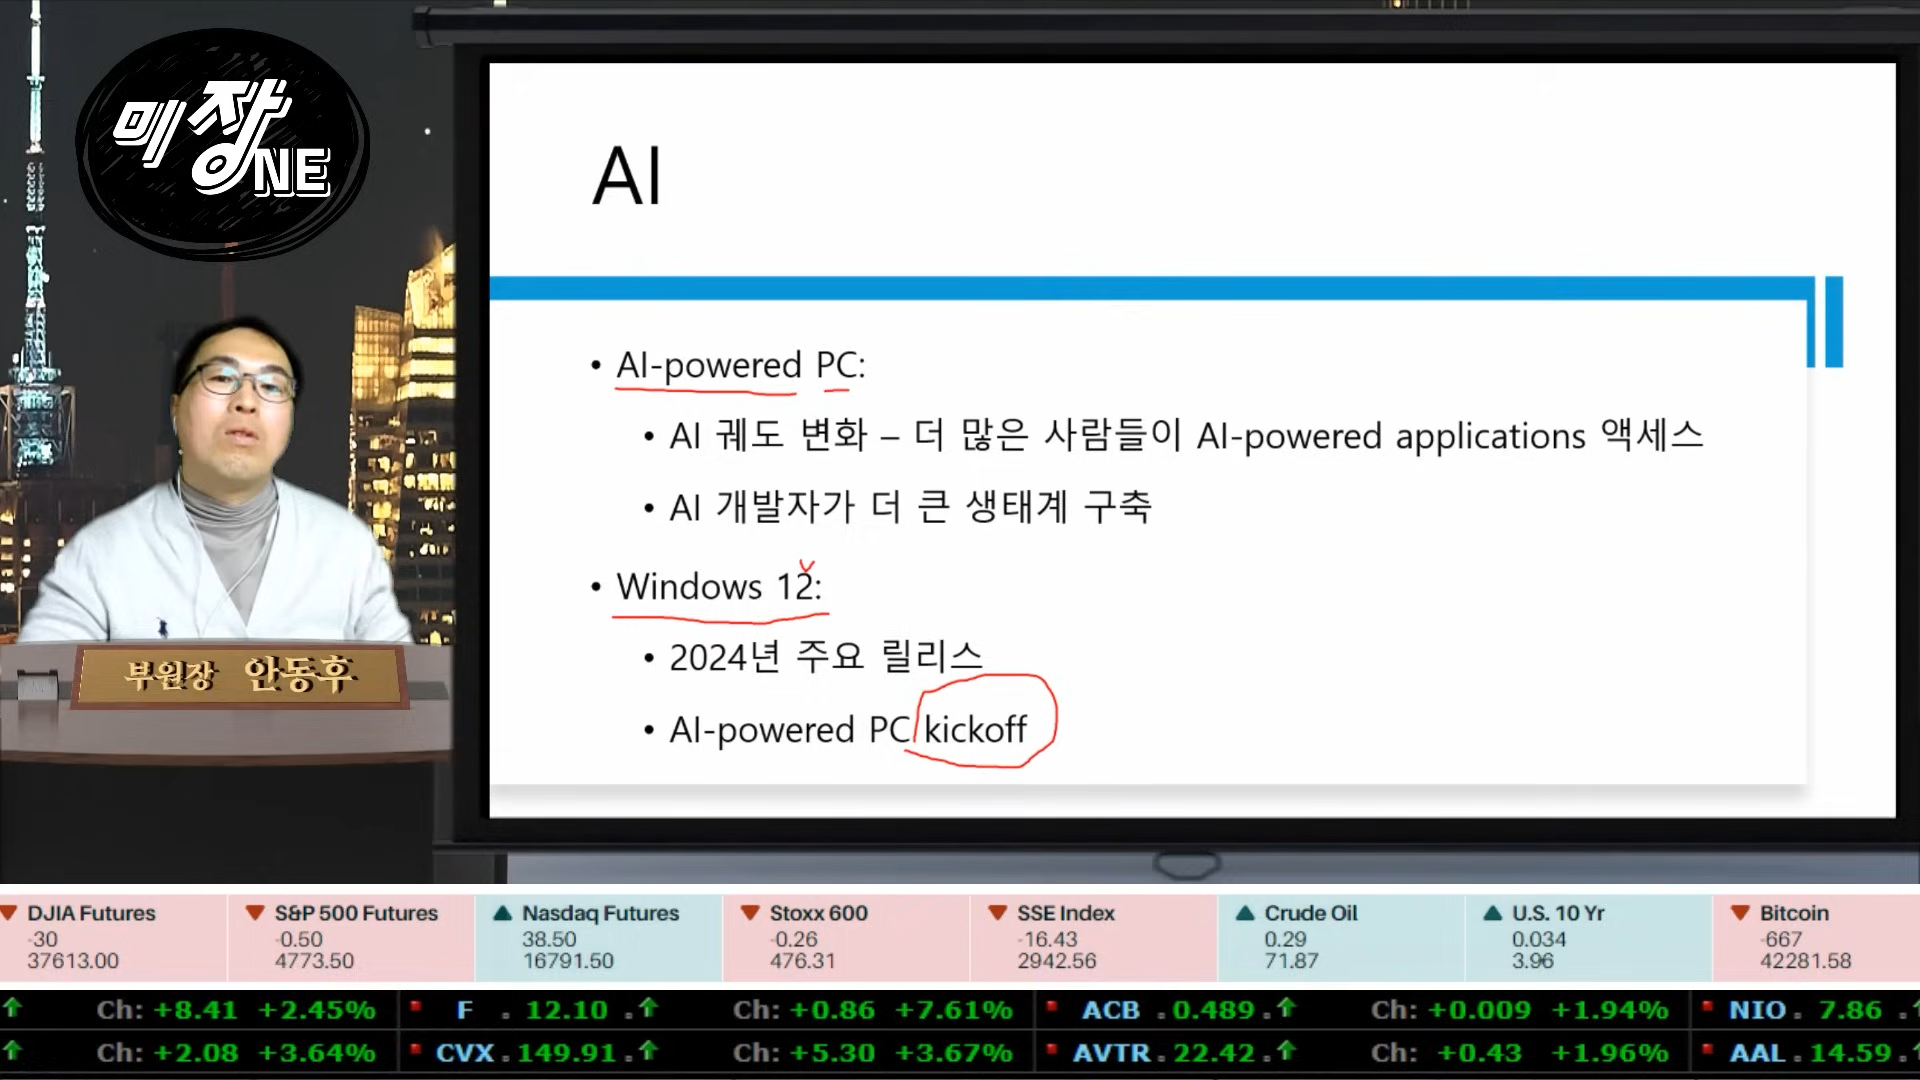 미장
ONE
AI
• AI-powered PC:
• AI 궤도 변화 – 더 많은 사람들이 AI-powered applications 액세스
• AI 개발자가 더 큰 생태계 구축
• Windows 12:
• 2024년 주요 릴리스
• AI-powered PC kickoff
부원장 안동후
▼ DJIA Futures
-30
37613.00
▼ S&P 500 Futures
-0.50
4773.50
▲ Nasdaq Futures
38.50
16791.50
▼ Stoxx 600
-0.26
476.31
▼ SSE Index
-16.43
2942.56
▲ Crude Oil
0.29
71.87
▲ U.S. 10 Yr
0.034
3.96
▼ Bitcoin
-667
42281.58
↑ Ch: +8.41 +2.45% F . 12.10 .↑ Ch: +0.86 +7.61% ACB . 0.489 .↑ Ch: +0.009 +1.94% NIO . 7.86 .↑
↑ Ch: +2.08 +3.64% CVX . 149.91 .↑ Ch: +5.30 +3.67% AVTR . 22.42 .↑ Ch: +0.43 +1.96% AAL . 14.59 .↑